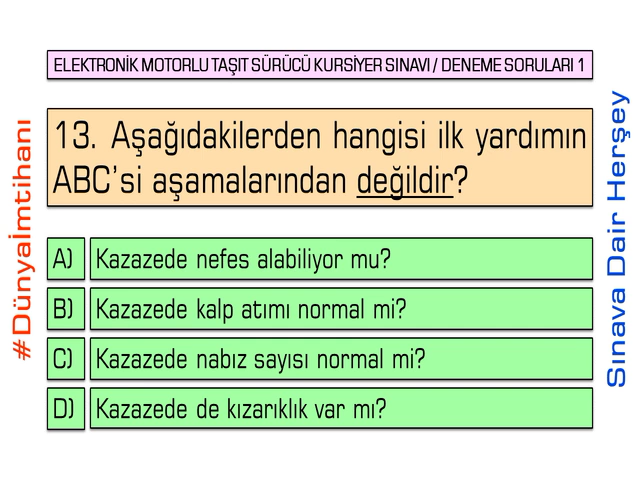 ELEKTRONİK MOTORLU TAŞIT SÜRÜCÜ KURSİYER SINAVI / DENEME SORULARI 1
#Dünyaİmtihanı
13. Aşağıdakilerden hangisi ilk yardımın
ABC'si aşamalarından değildir?
A) Kazazede nefes alabiliyor mu?
B) Kazazede kalp atımı normal mi?
C) Kazazede nabız sayısı normal mi?
D) Kazazede de kızarıklık var mı?
Sınava Dair Herşey